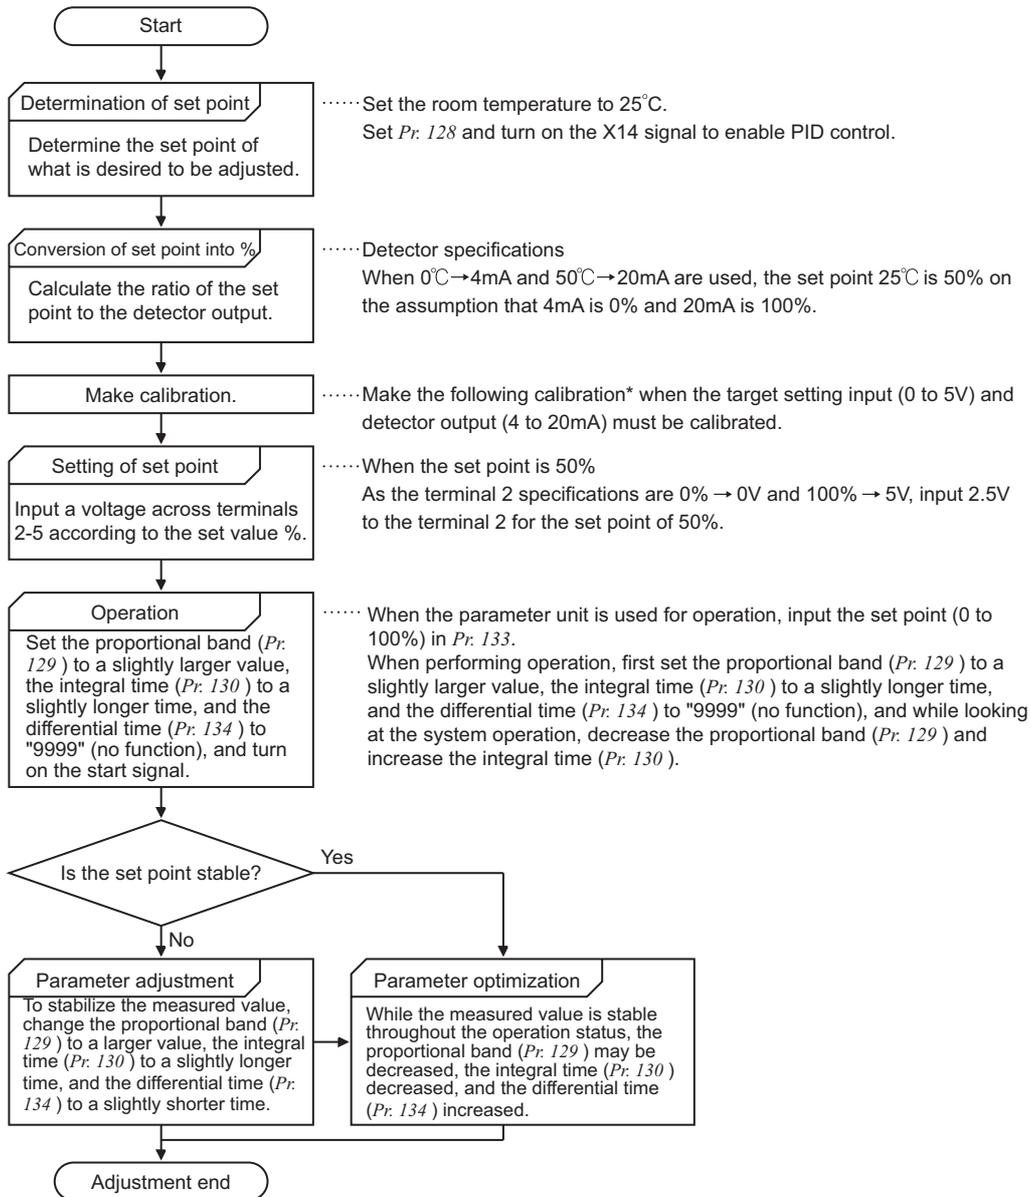 Start
Determination of set point
Determine the set point of
what is desired to be adjusted.
······Set the room temperature to 25°C.
Set Pr. 128 and turn on the X14 signal to enable PID control.
Conversion of set point into %
Calculate the ratio of the set
point to the detector output.
······Detector specifications
When 0℃→4mA and 50℃→20mA are used, the set point 25℃ is 50% on
the assumption that 4mA is 0% and 20mA is 100%.
Make calibration.
······Make the following calibration* when the target setting input (0 to 5V) and
detector output (4 to 20mA) must be calibrated.
Setting of set point
Input a voltage across terminals
2-5 according to the set value %.
······When the set point is 50%
As the terminal 2 specifications are 0% → 0V and 100% → 5V, input 2.5V
to the terminal 2 for the set point of 50%.
Operation
Set the proportional band (Pr.
129 ) to a slightly larger value,
the integral time (Pr. 130 ) to a
slightly longer time, and the
differential time (Pr. 134 ) to
"9999" (no function), and turn
on the start signal.
······ When the parameter unit is used for operation, input the set point (0 to
100%) in Pr. 133.
When performing operation, first set the proportional band (Pr. 129 ) to a
slightly larger value, the integral time (Pr. 130 ) to a slightly longer time,
and the differential time (Pr. 134 ) to "9999" (no function), and while looking
at the system operation, decrease the proportional band (Pr. 129 ) and
increase the integral time (Pr. 130 ).
Is the set point stable?
Yes
No
Parameter adjustment
To stabilize the measured value,
change the proportional band (Pr.
129 ) to a larger value, the integral
time (Pr. 130 ) to a slightly longer
time, and the differential time (Pr.
134 ) to a slightly shorter time.
Parameter optimization
While the measured value is stable
throughout the operation status, the
proportional band (Pr. 129 ) may be
decreased, the integral time (Pr. 130 )
decreased, and the differential time
(Pr. 134 ) increased.
Adjustment end